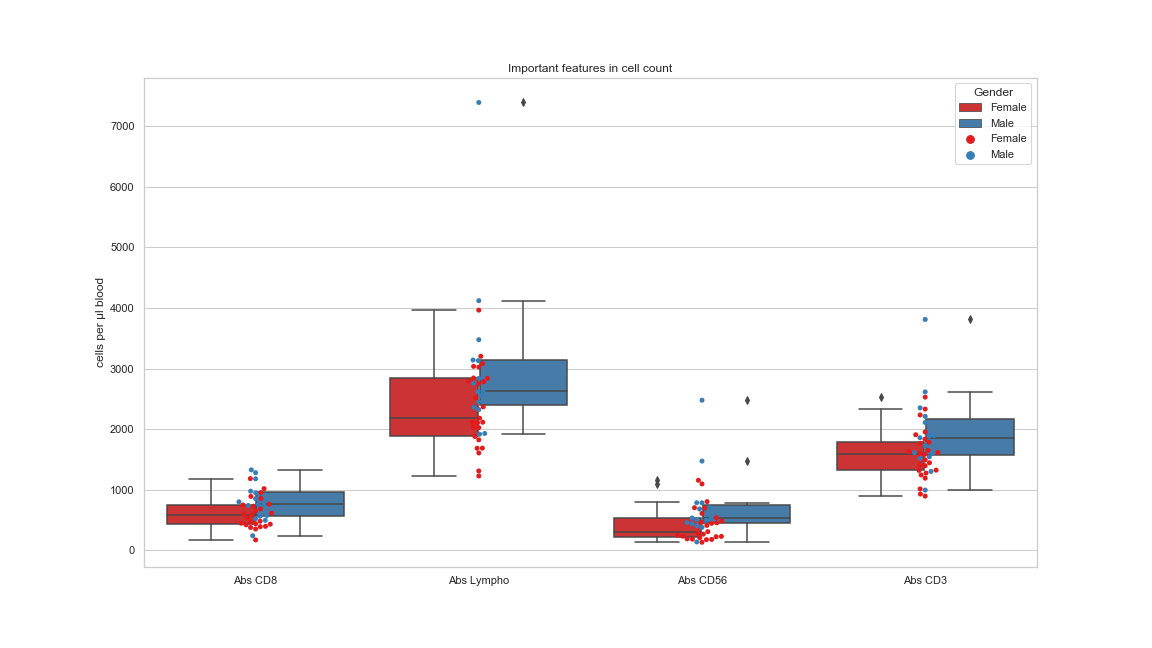 Important features in cell count
Gender
Female
Male
Female
Male
cells per µl blood
7000
6000
5000
4000
3000
2000
1000
0
Abs CD8
Abs Lympho
Abs CD56
Abs CD3